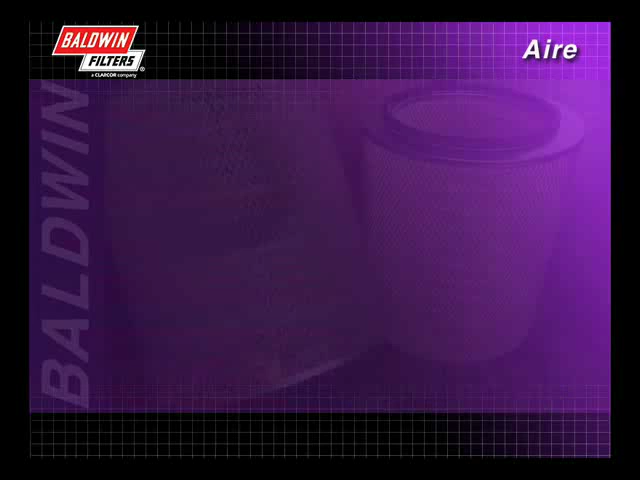 BALDWIN
FILTERS®
a CLARCOR company
Aire
BALDWIN